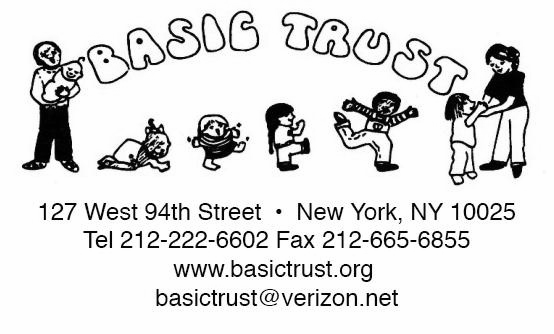 BASIC TRUST
127 West 94th Street • New York, NY 10025
Tel 212-222-6602 Fax 212-665-6855
www.basictrust.org
basictrust@verizon.net